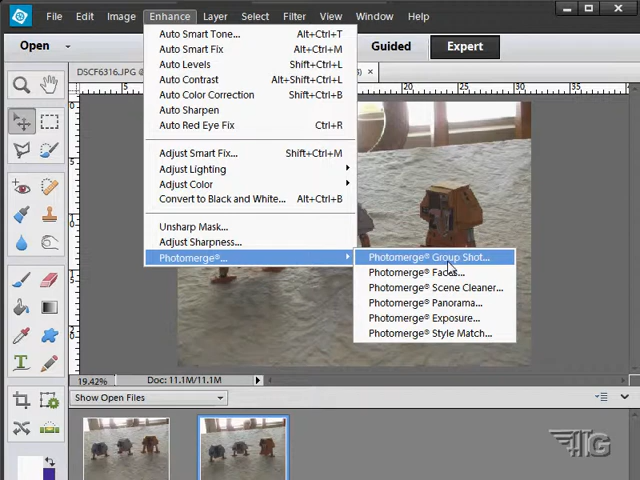 File Edit Image Enhance Layer Select Filter View Window Help
Open Guided Expert
DSCF6316.JPG @
Auto Smart Tone... Alt+Ctrl+T
Auto Smart Fix Alt+Ctrl+M
Auto Levels Shift+Ctrl+L
Auto Contrast Alt+Shift+Ctrl+L
Auto Color Correction Shift+Ctrl+B
Auto Sharpen
Auto Red Eye Fix Ctrl+R
Adjust Smart Fix... Shift+Ctrl+M
Adjust Lighting
Adjust Color
Convert to Black and White... Alt+Ctrl+B
Unsharp Mask...
Adjust Sharpness...
Photomerge®...
Photomerge® Group Shot...
Photomerge® Faces...
Photomerge® Scene Cleaner...
Photomerge® Panorama...
Photomerge® Exposure...
Photomerge® Style Match...
19.42% Doc: 11.1M/11.1M
Show Open Files